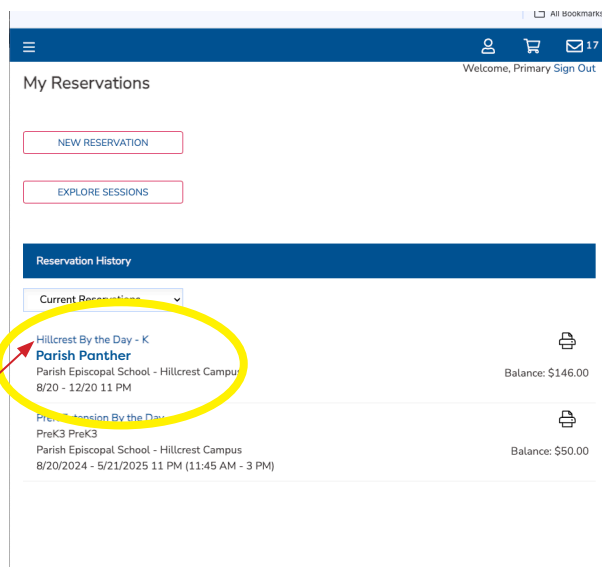 All Bookmarks
17
Welcome, Primary Sign Out
My Reservations
NEW RESERVATION
EXPLORE SESSIONS
Reservation History
Current Reservations
Hillcrest By the Day - K
Parish Panther
Parish Episcopal School - Hillcrest Campus
Balance: $146.00
8/20 - 12/20 11 PM
Extension By the Day
PreK3 PreK3
Parish Episcopal School - Hillcrest Campus
Balance: $50.00
8/20/2024 - 5/21/2025 11 PM (11:45 AM - 3 PM)